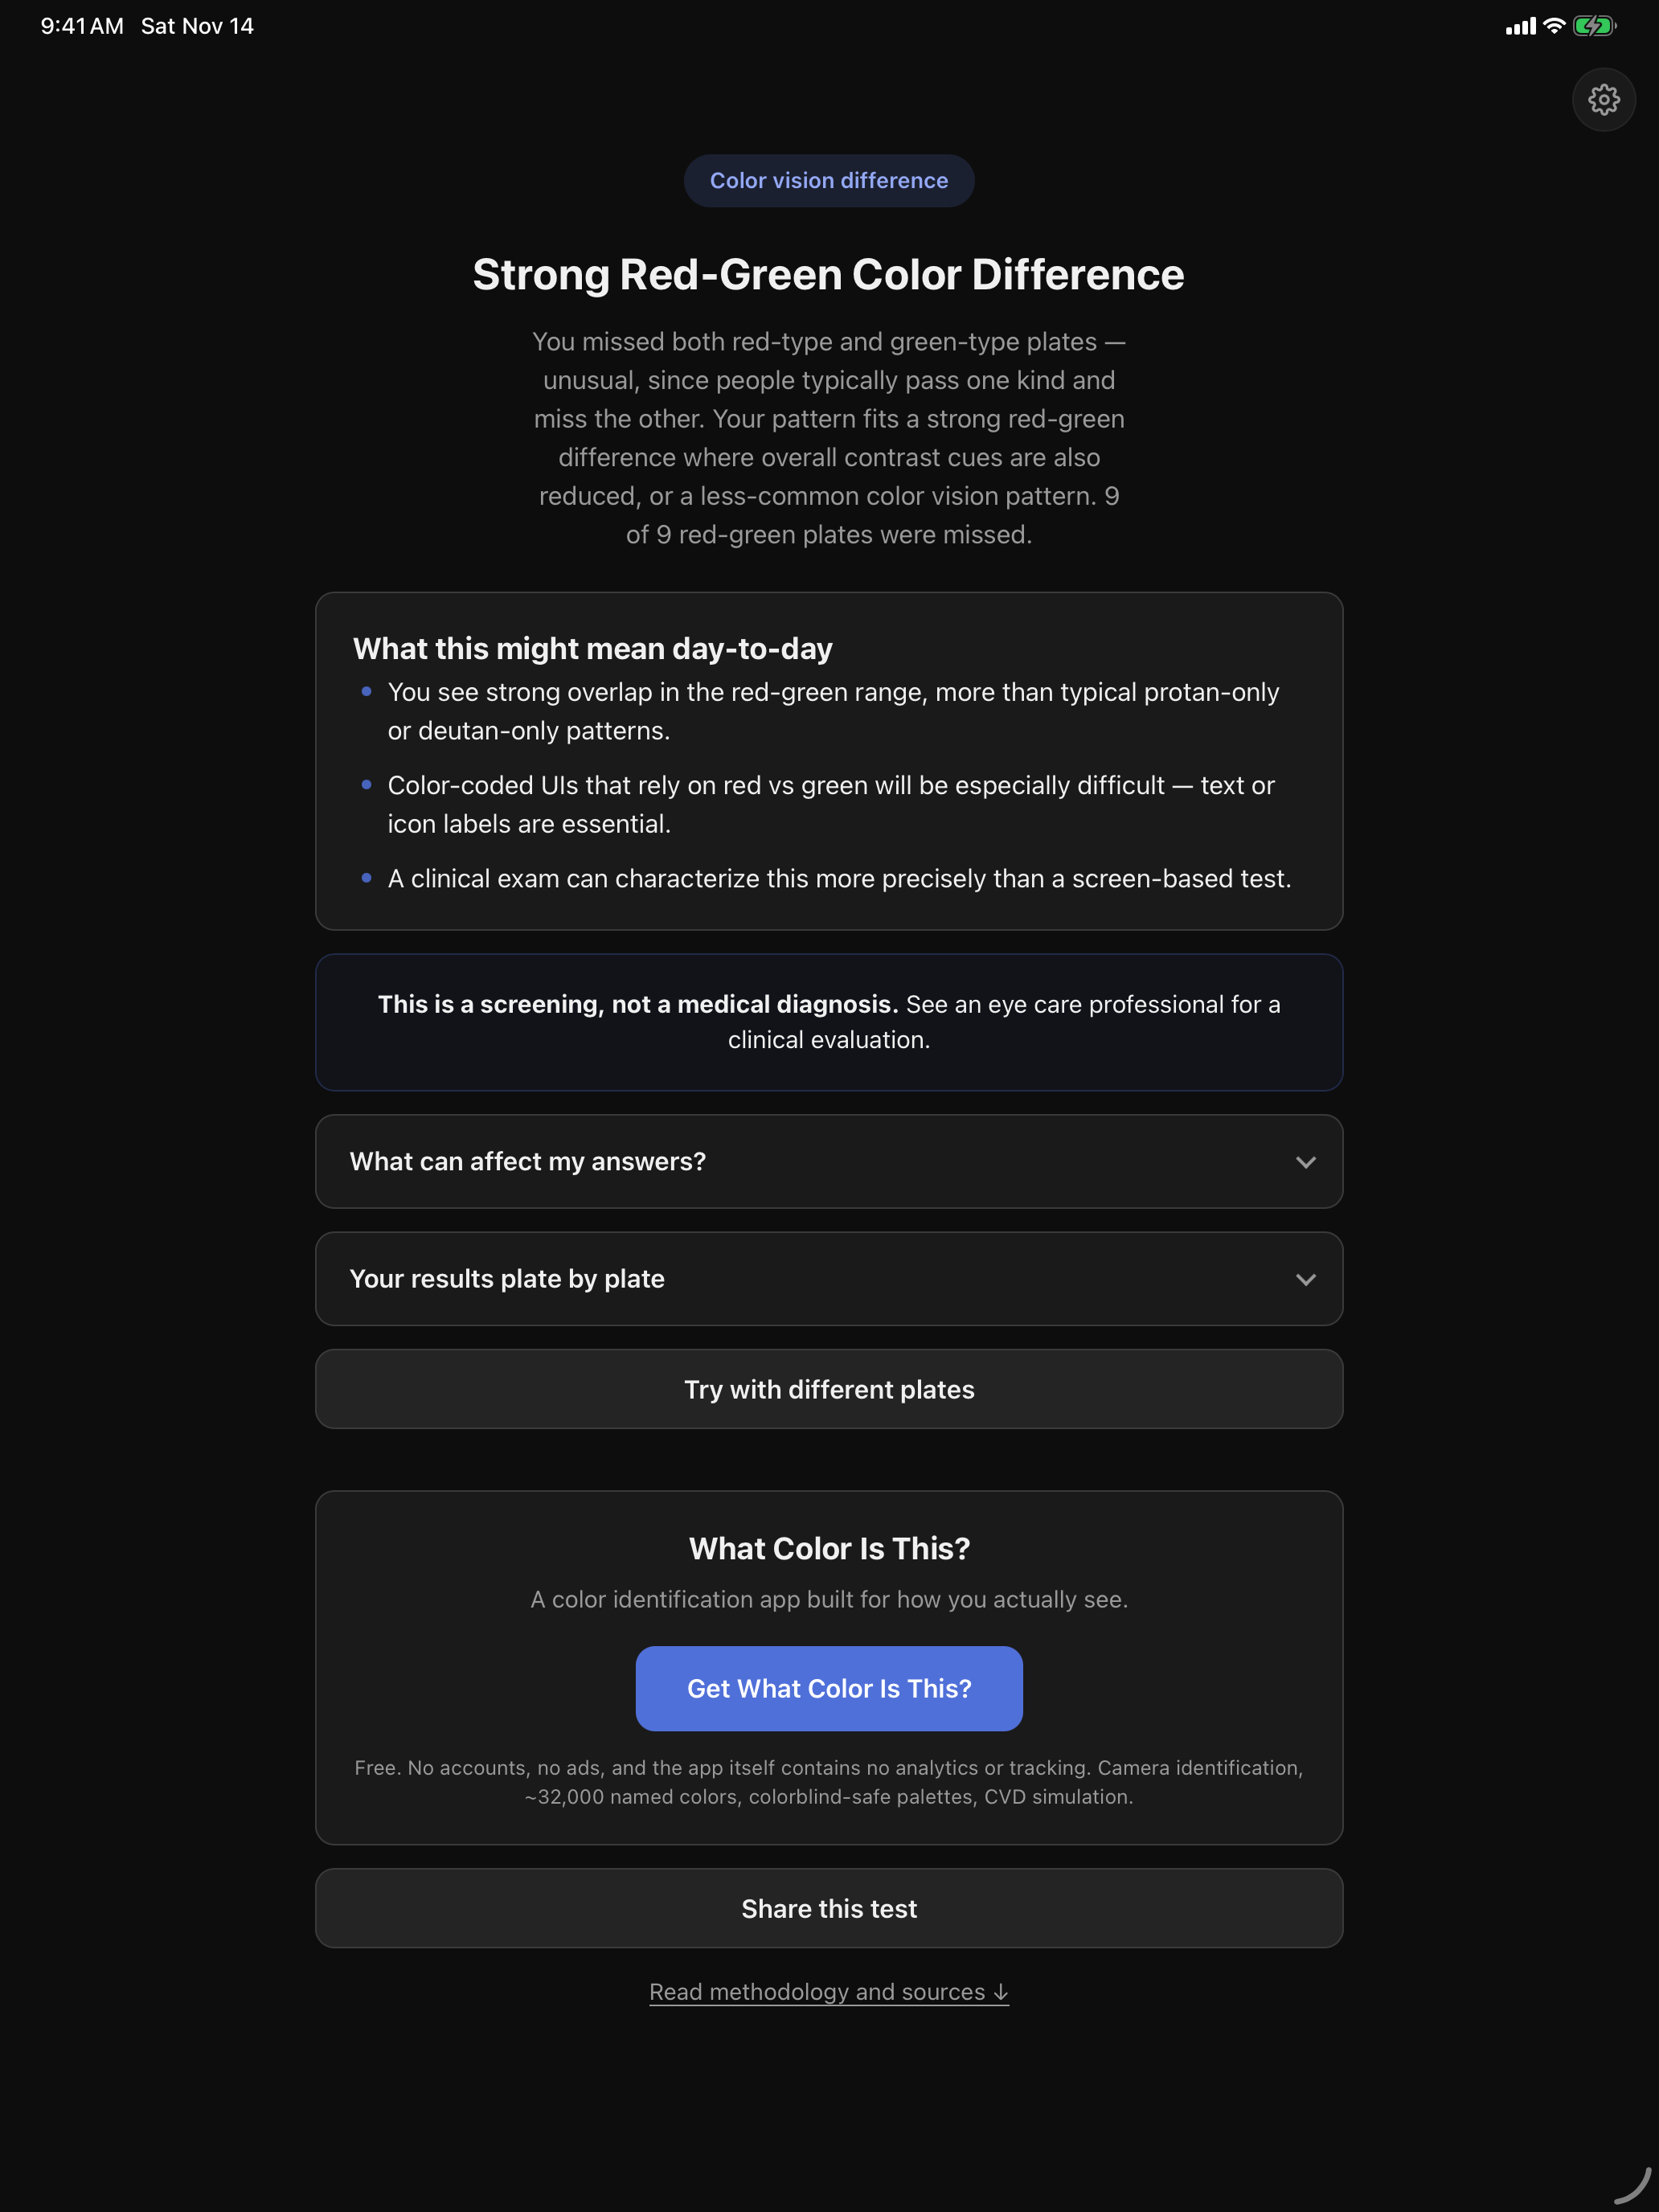 9:41 AM Sat Nov 14
Color vision difference
Strong Red-Green Color Difference
You missed both red-type and green-type plates —
unusual, since people typically pass one kind and
miss the other. Your pattern fits a strong red-green
difference where overall contrast cues are also
reduced, or a less-common color vision pattern. 9
of 9 red-green plates were missed.
What this might mean day-to-day
• You see strong overlap in the red-green range, more than typical protan-only
or deutan-only patterns.
• Color-coded UIs that rely on red vs green will be especially difficult — text or
icon labels are essential.
• A clinical exam can characterize this more precisely than a screen-based test.
This is a screening, not a medical diagnosis. See an eye care professional for a
clinical evaluation.
What can affect my answers?
Your results plate by plate
Try with different plates
What Color Is This?
A color identification app built for how you actually see.
Get What Color Is This?
Free. No accounts, no ads, and the app itself contains no analytics or tracking. Camera identification,
~32,000 named colors, colorblind-safe palettes, CVD simulation.
Share this test
Read methodology and sources ↓